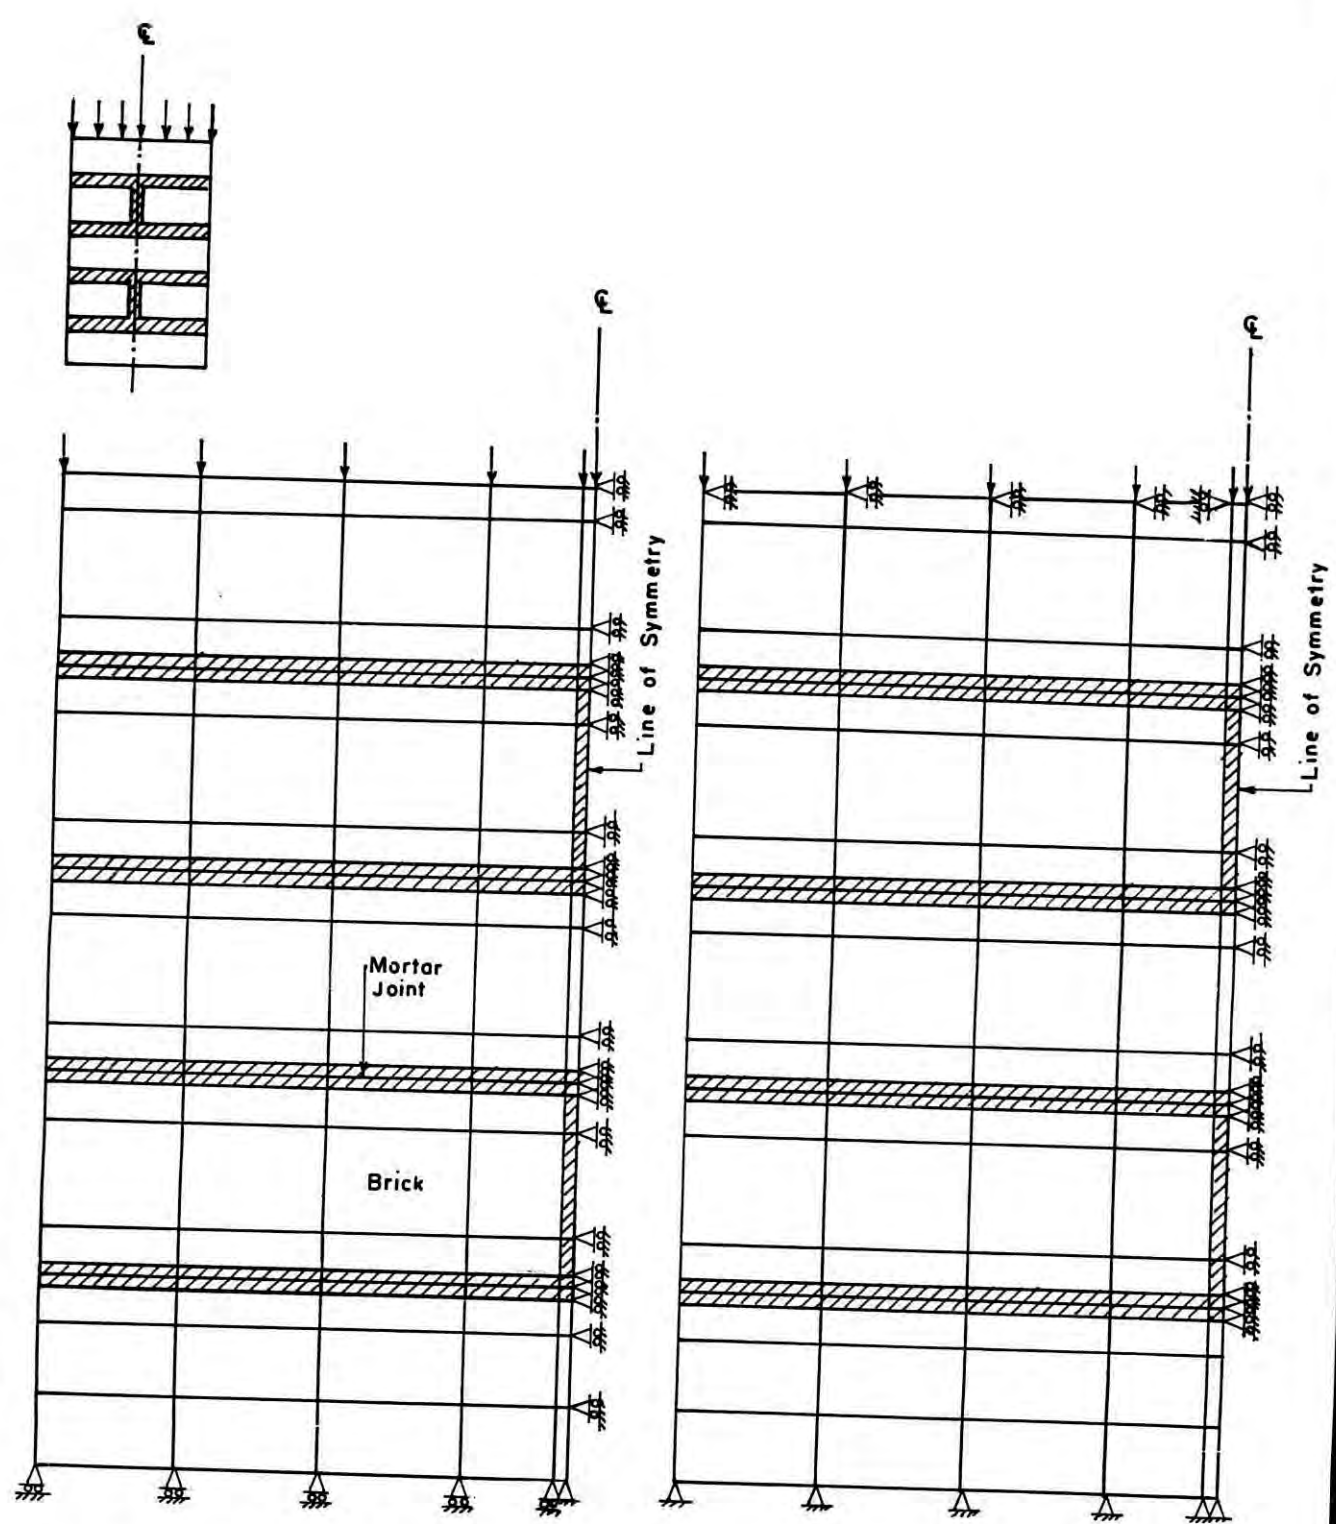 ℄
℄
℄
Line of Symmetry
Line of Symmetry
Mortar
Joint
Brick